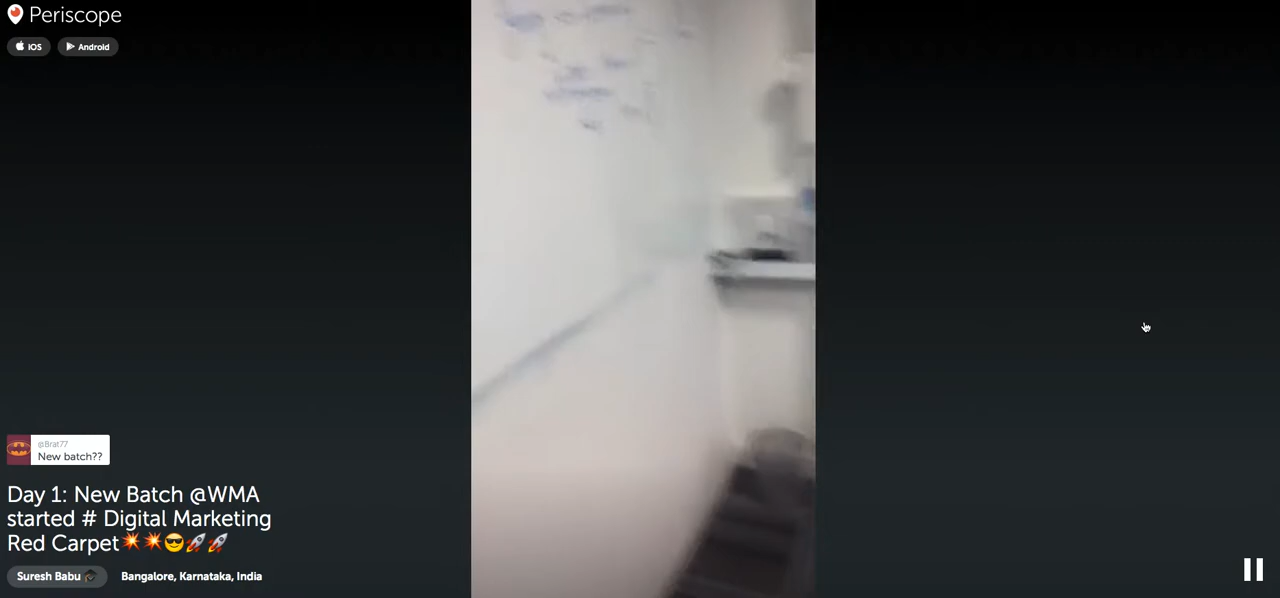 Periscope
iOS
Android
@Brat77
New batch??
Day 1: New Batch @WMA
started # Digital Marketing
Red Carpet💥💥😎🚀🚀
Suresh Babu 🎓
Bangalore, Karnataka, India